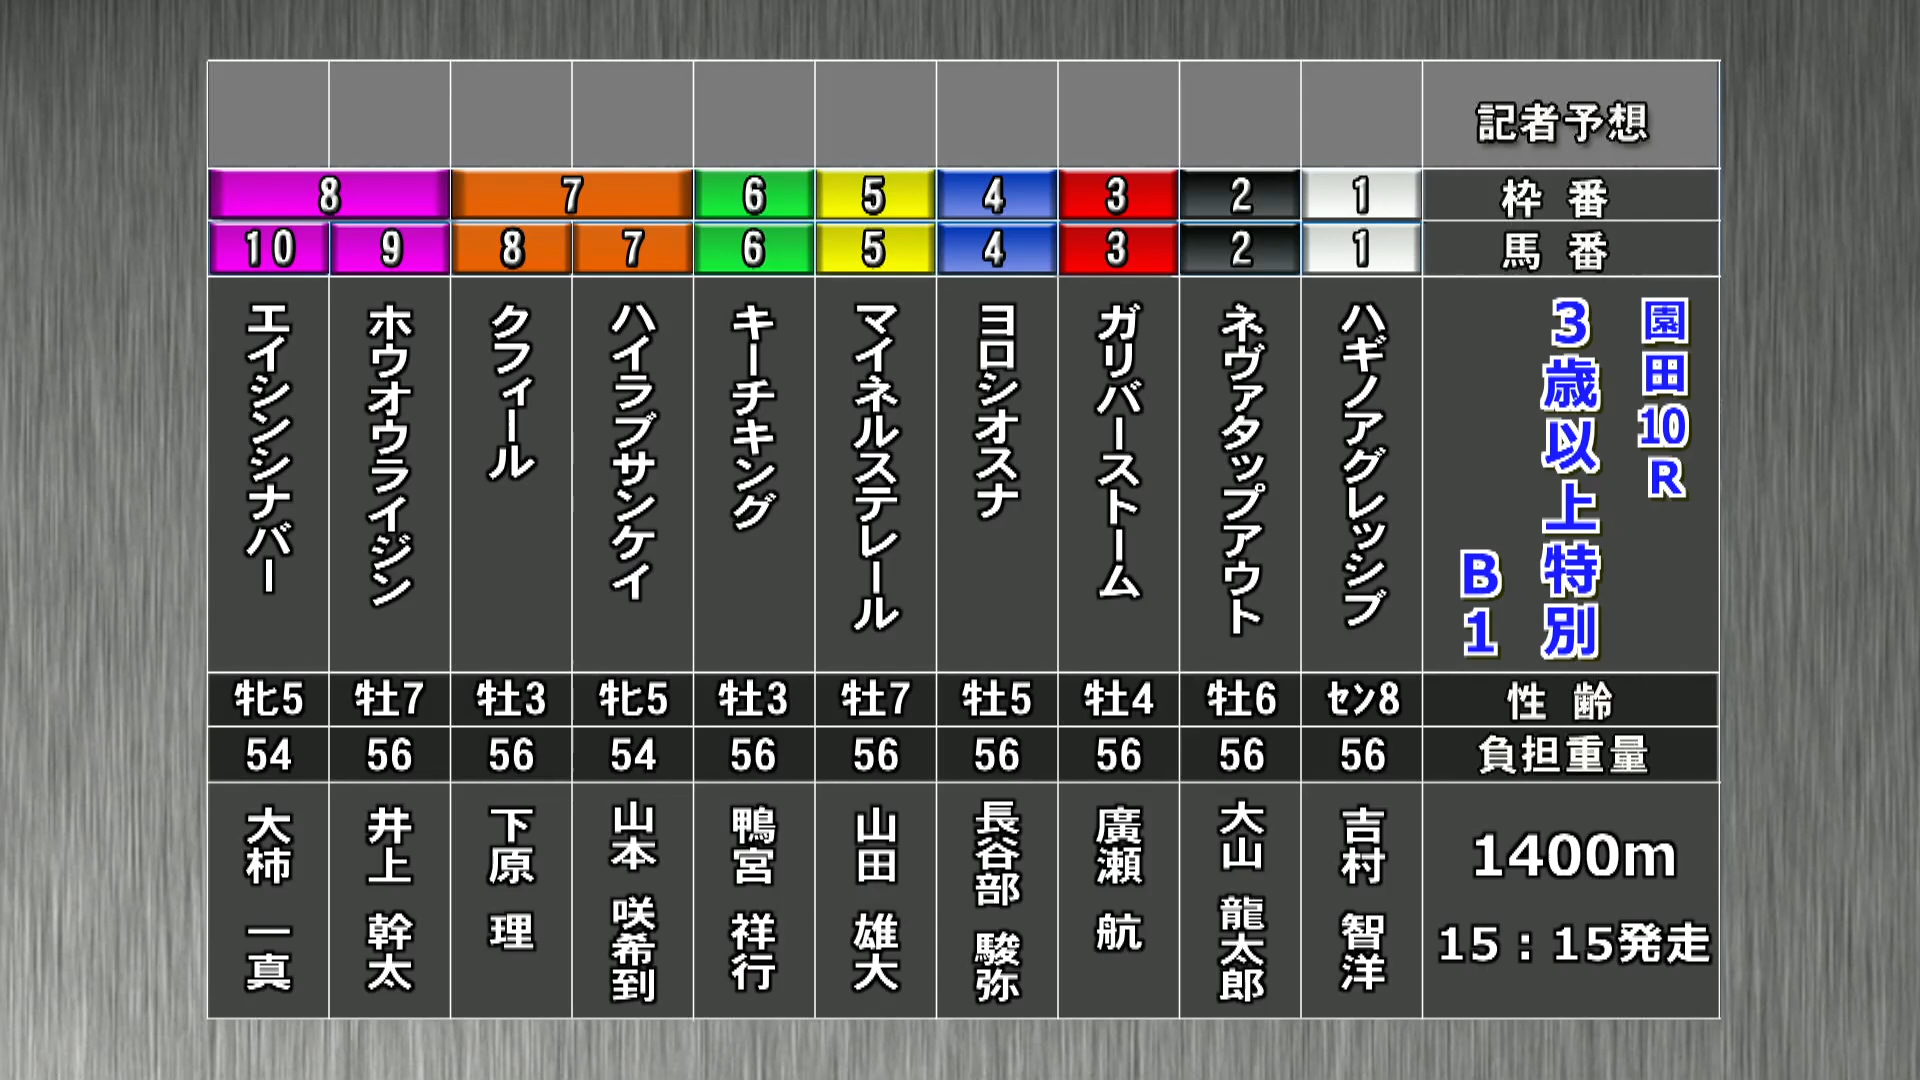 記者予想
枠番 1 2 3 4 5 6 7 8
馬番 1 2 3 4 5 6 7 8 9 10
園田10R
3歳以上特別
B1
ハギノアグレッシブ
ネヴァタップアウト
ガリバーストーム
ヨロシオスナ
マイネルステレール
キーチキング
ハイラブサンケイ
クフィール
ホウオウライジン
エイシンシナバー
性齢 セン8 牡6 牡4 牡5 牡7 牡3 牝5 牡3 牡7 牝5
負担重量 56 56 56 56 56 56 54 56 56 54
1400m
15:15発走
吉村 智洋
大山 龍太郎
廣瀬 航
長谷部 駿弥
山田 雄大
鴨宮 祥行
山本 咲希到
下原 理
井上 幹太
大柿 一真